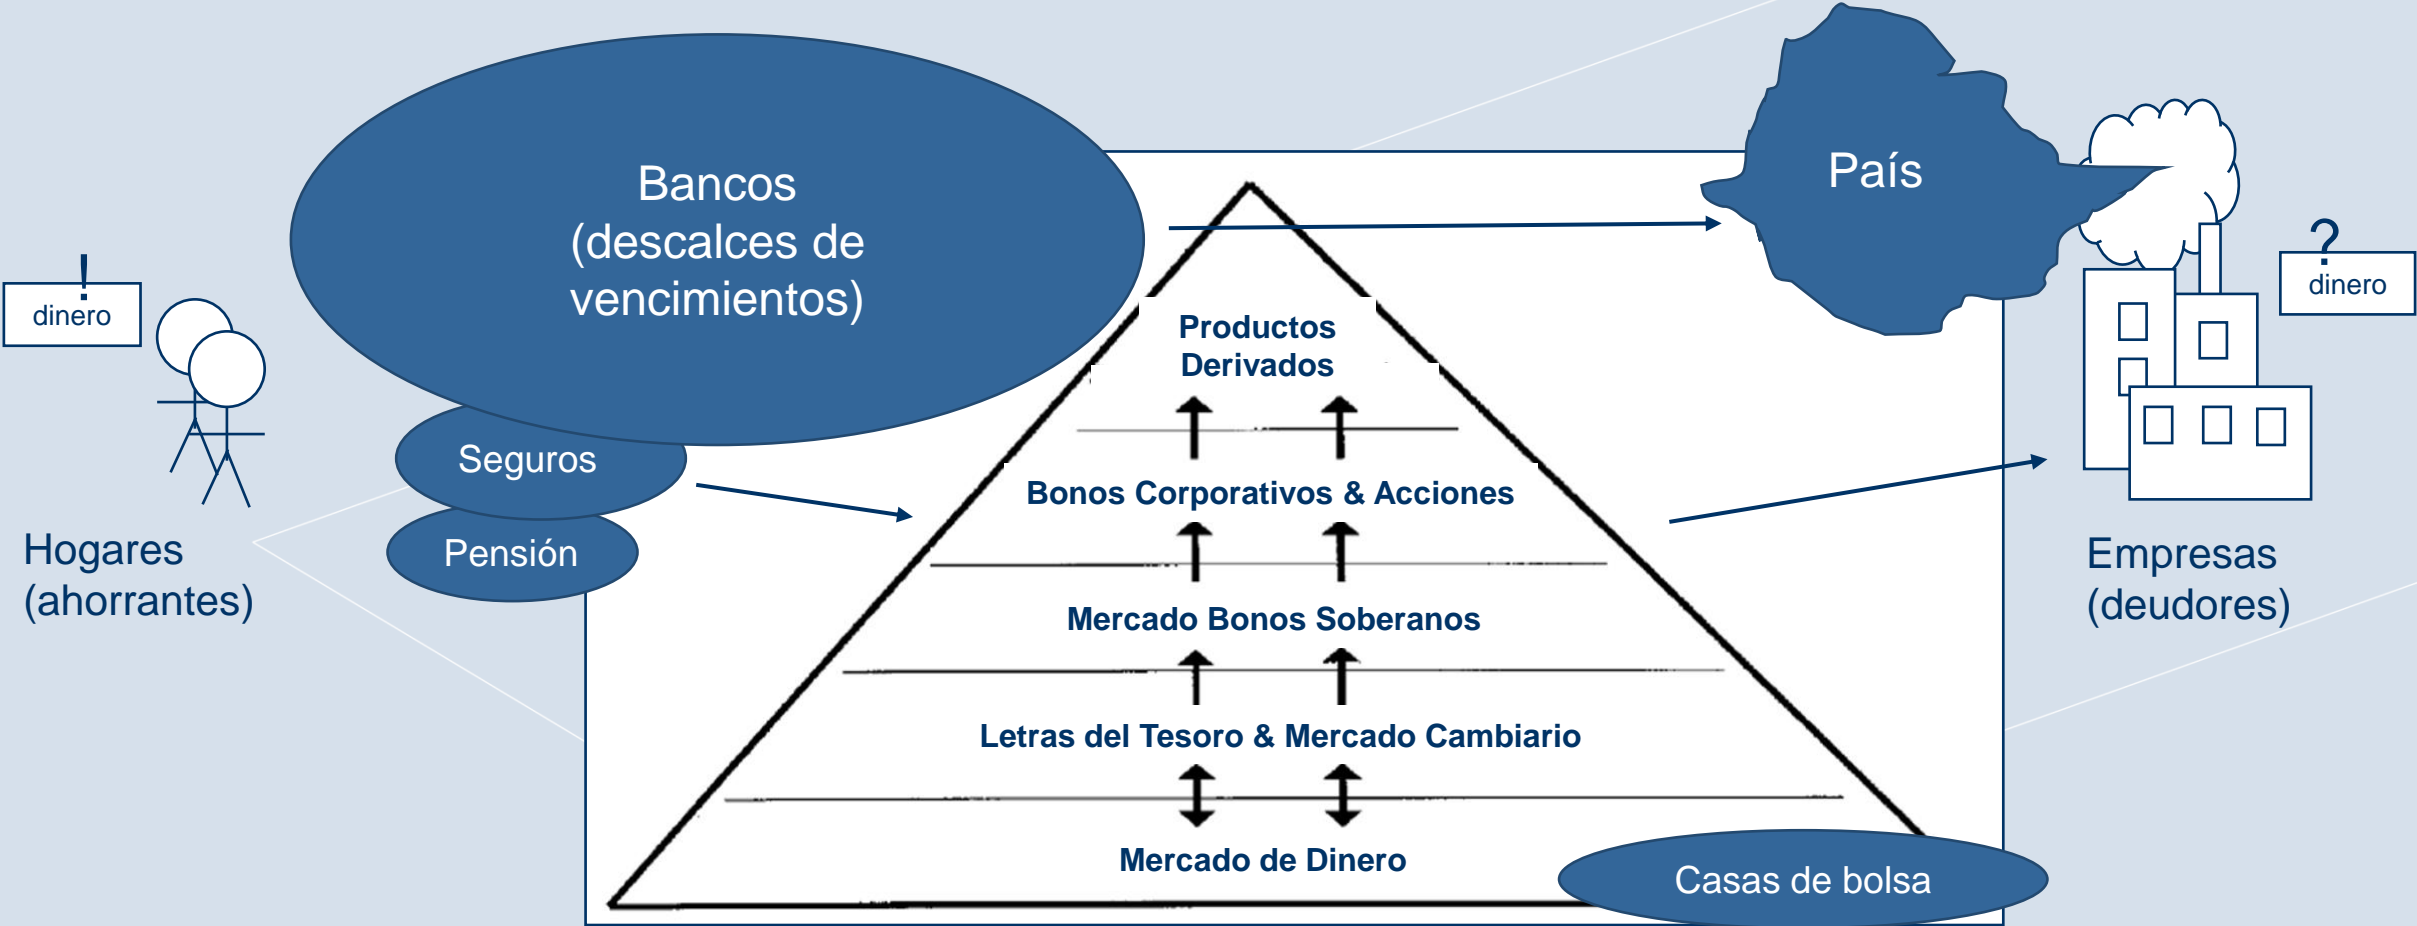 Bancos
(descalces de
vencimientos)
País
!
dinero
?
dinero
Productos
Derivados
Seguros
Bonos Corporativos & Acciones
Pensión
Hogares
(ahorrantes)
Empresas
(deudores)
Mercado Bonos Soberanos
Letras del Tesoro & Mercado Cambiario
Mercado de Dinero
Casas de bolsa